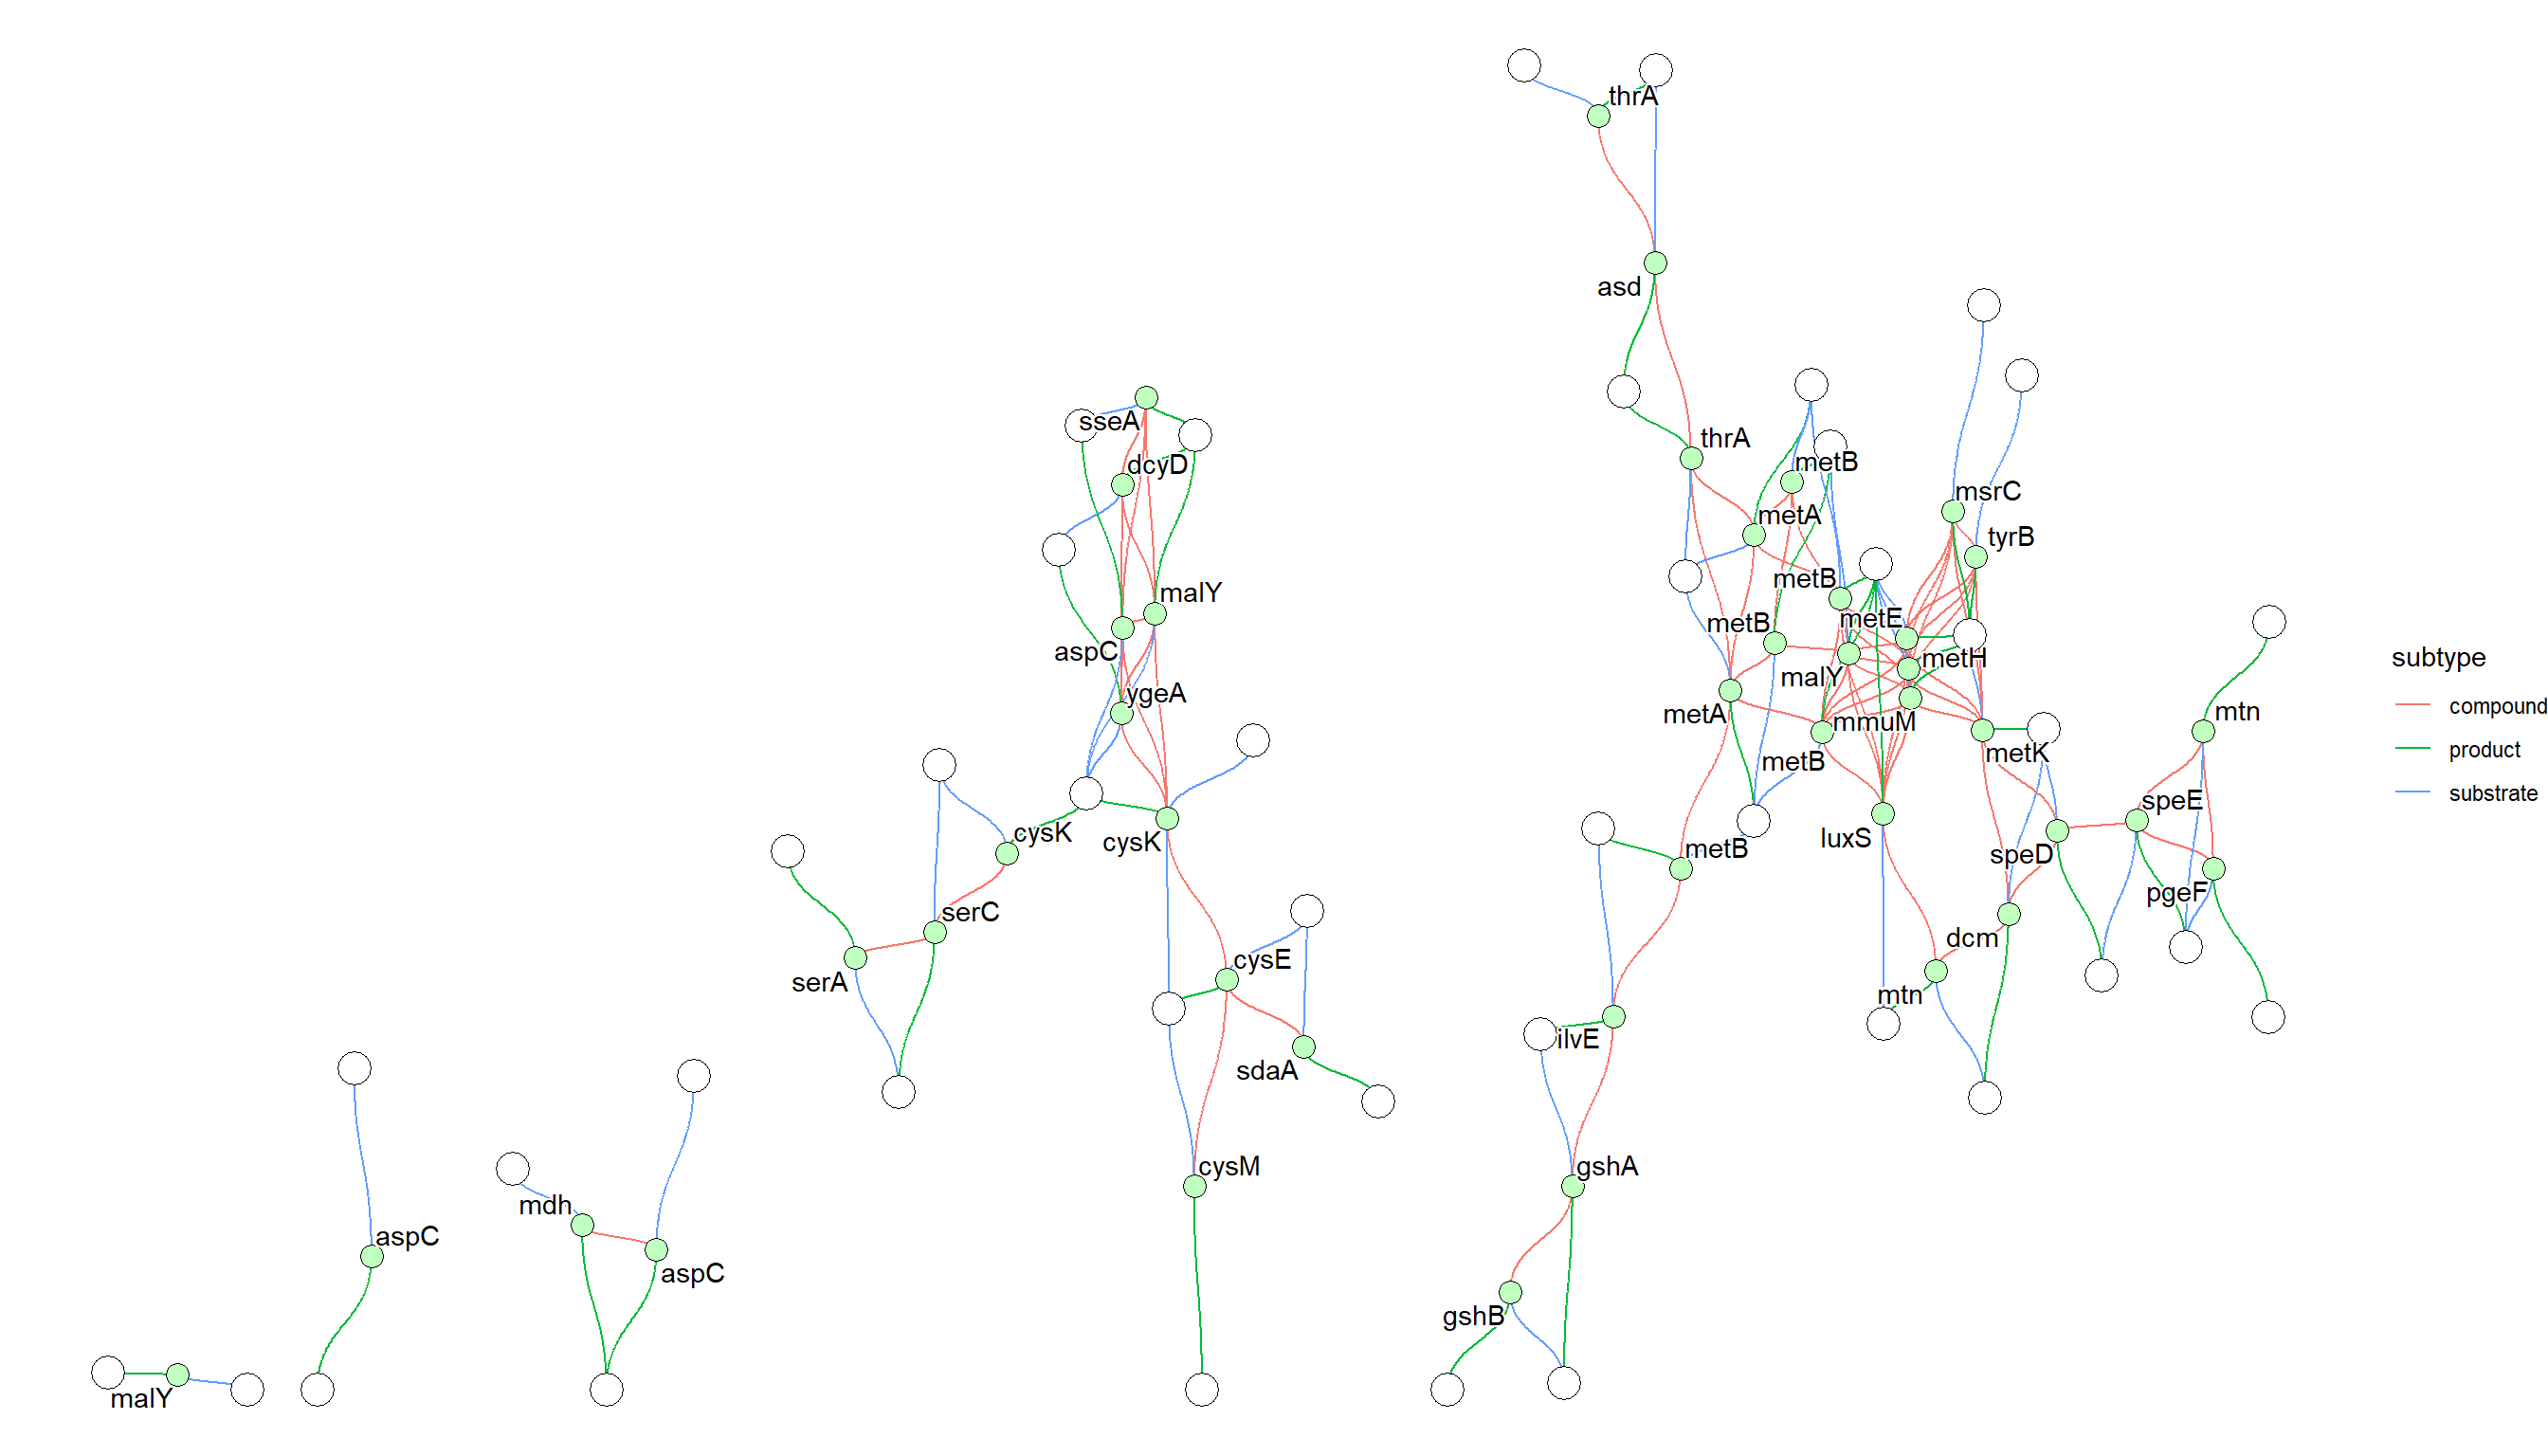 thrA
asd
sseA
thrA
dcyD
metB
msrC
metA
tyrB
malY
metB
metE
metB
aspC
metH
malY
ygeA
metA
mmuM
mtn
metK
metB
speE
cysK
cysK
luxS
metB
speD
pgeF
serC
dcm
cysE
serA
mtn
ilvE
sdaA
cysM
gshA
mdh
aspC
aspC
gshB
malY
subtype
compound
product
substrate